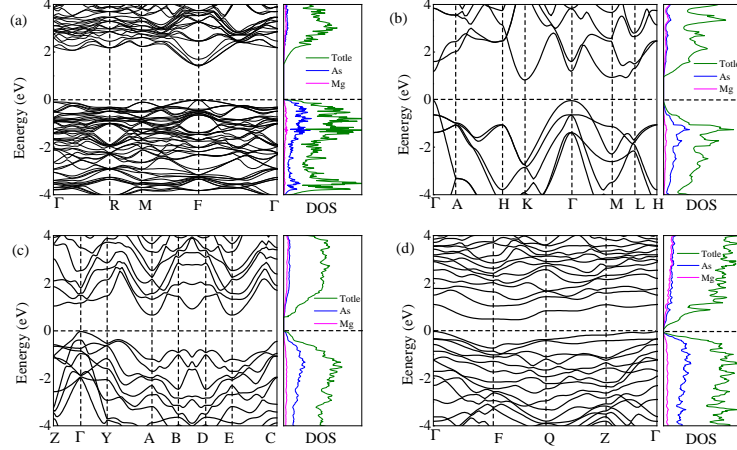 (a)
Eenergy (eV)
4
2
0
-2
-4
Γ R M F Γ
Totle
As
Mg
DOS
(b)
Eenergy (eV)
4
2
0
-2
-4
Γ A H K Γ M L H
Totle
As
Mg
DOS
(c)
Eenergy (eV)
4
2
0
-2
-4
Z Γ Y A B D E C
Totle
As
Mg
DOS
(d)
Eenergy (eV)
4
2
0
-2
-4
Γ F Q Z Γ
Totle
As
Mg
DOS